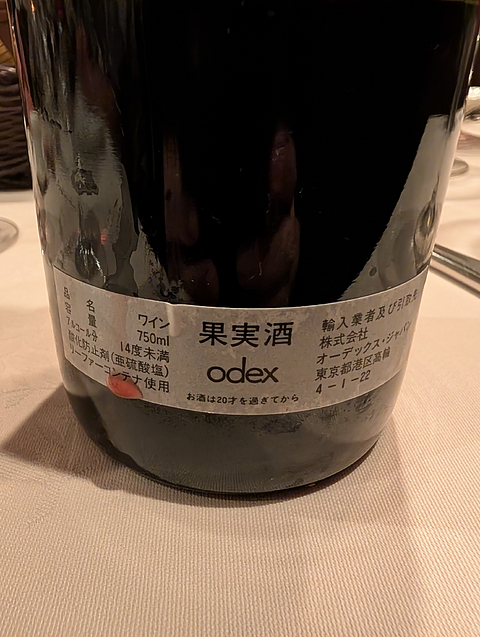 品名 ワイン
容量 750ml
アルコール分 14度未満
酸化防止剤(亜硫酸塩)
リーファーコンテナ使用
果実酒
odex
お酒は20才を過ぎてから
輸入業者及び引取先
株式会社
オーデックス・ジャパン
東京都港区高輪
4-1-22